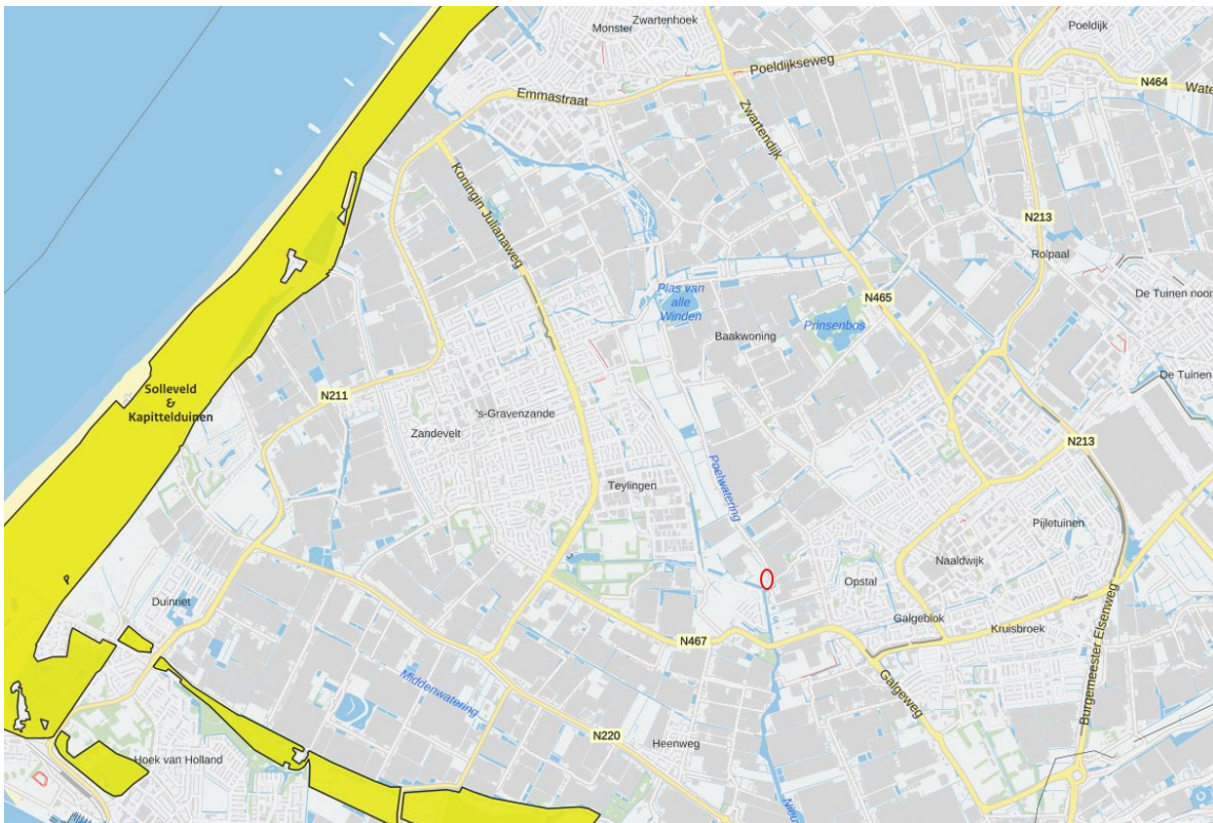 Zwartenhoek
Monster
Poeldijk
Poeldijkseweg
N464
Emmastraat
Zwartendijk
Koningin Julianaweg
N213
Rolpaal
Plas van
alle
Winden
N465
De Tuinen noor
Prinsenbos
Baakwoning
De Tuinen
Solleveld
&
Kapittelduinen
N211
's-Gravenzande
Zandevelt
N213
Teylingen
Poelwatering
Pijletuinen
Naaldwijk
Opstal
Duinriet
Galgeblok
Kruisbroek
N467
Burgemeester Elsenweg
Galgeweg
Middenwatering
N220
Heenweg
Hoek van Holland